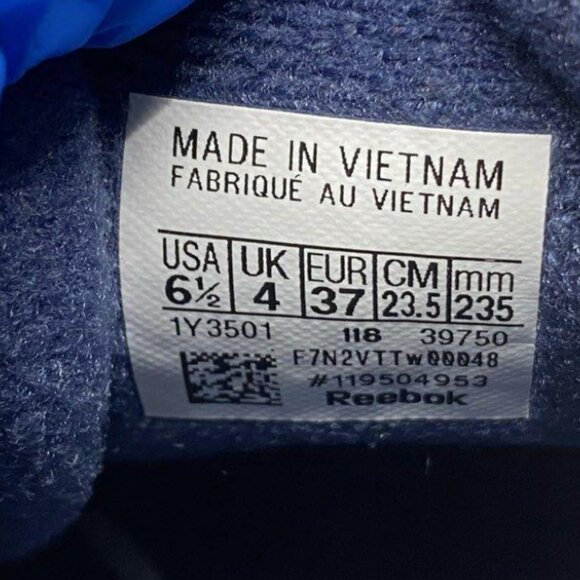 MADE IN VIETNAM
FABRIQUÉ AU VIETNAM
USA UK EUR CM mm
6½ 4 37 23.5 235
1Y3501 118 39750
F7N2VTTW00048
#119504953
Reebok